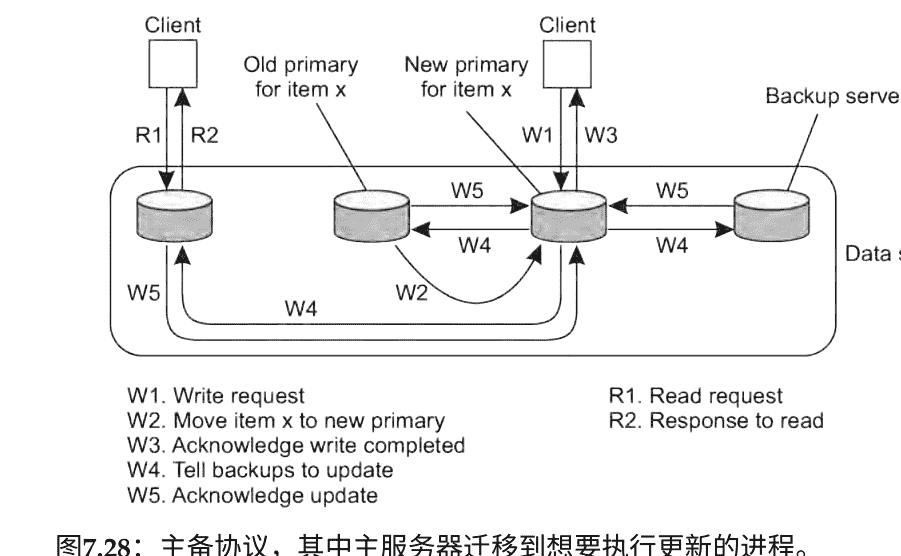 Client
Client
Old primary
for item x
New primary
for item x
Backup serve
R1
R2
W1
W3
W5
W5
W4
W4
W5
W2
W4
Data s
W1. Write request
W2. Move item x to new primary
W3. Acknowledge write completed
W4. Tell backups to update
W5. Acknowledge update
R1. Read request
R2. Response to read
图7.28：主备协议，其中主服务器迁移到想要执行更新的进程。